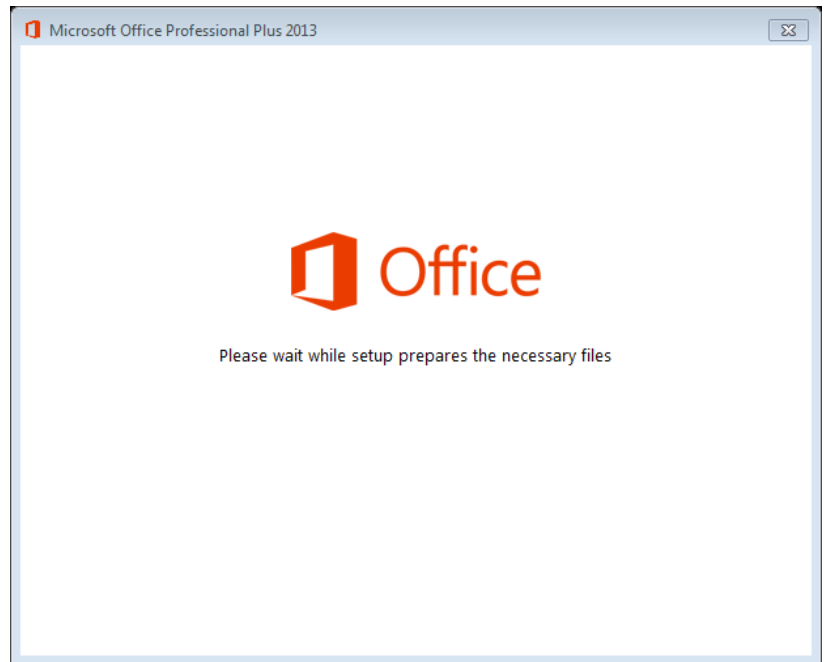 Microsoft Office Professional Plus 2013
Office
Please wait while setup prepares the necessary files